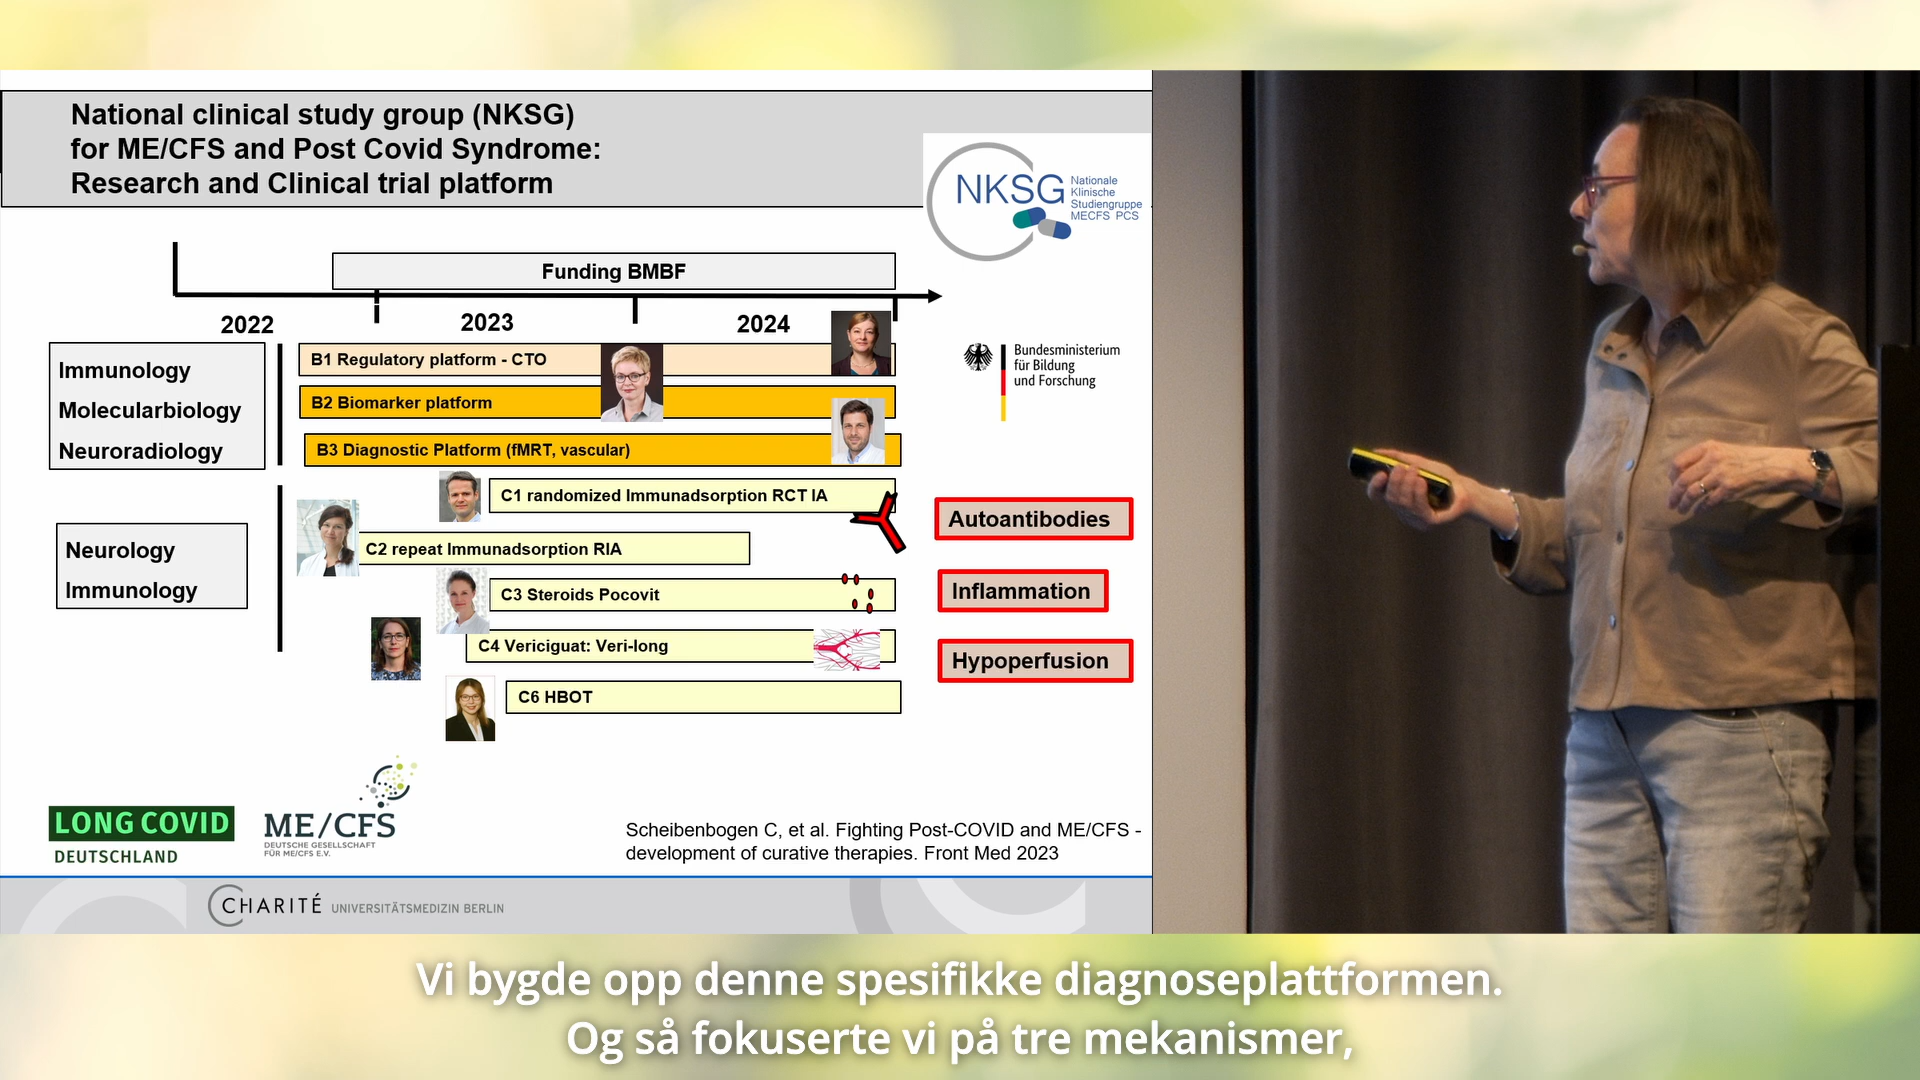 National clinical study group (NKSG)
for ME/CFS and Post Covid Syndrome:
Research and Clinical trial platform
NKSG
Nationale
Klinische
Studiengruppe
MECFS PCS
Funding BMBF
2022
2023
2024
Immunology
Molecularbiology
Neuroradiology
B1 Regulatory platform - CTO
B2 Biomarker platform
B3 Diagnostic Platform (fMRT, vascular)
Bundesministerium
für Bildung
und Forschung
Neurology
Immunology
C1 randomized Immunadsorption RCT IA
C2 repeat Immunadsorption RIA
C3 Steroids Pocovit
C4 Vericiguat: Veri-long
C6 HBOT
Autoantibodies
Inflammation
Hypoperfusion
LONG COVID
DEUTSCHLAND
ME/CFS
DEUTSCHE GESELLSCHAFT
FÜR ME/CFS E.V.
Scheibenbogen C, et al. Fighting Post-COVID and ME/CFS -
development of curative therapies. Front Med 2023
CHARITÉ UNIVERSITÄTSMEDIZIN BERLIN
Vi bygde opp denne spesifikke diagnoseplattformen.
Og så fokuserte vi på tre mekanismer,